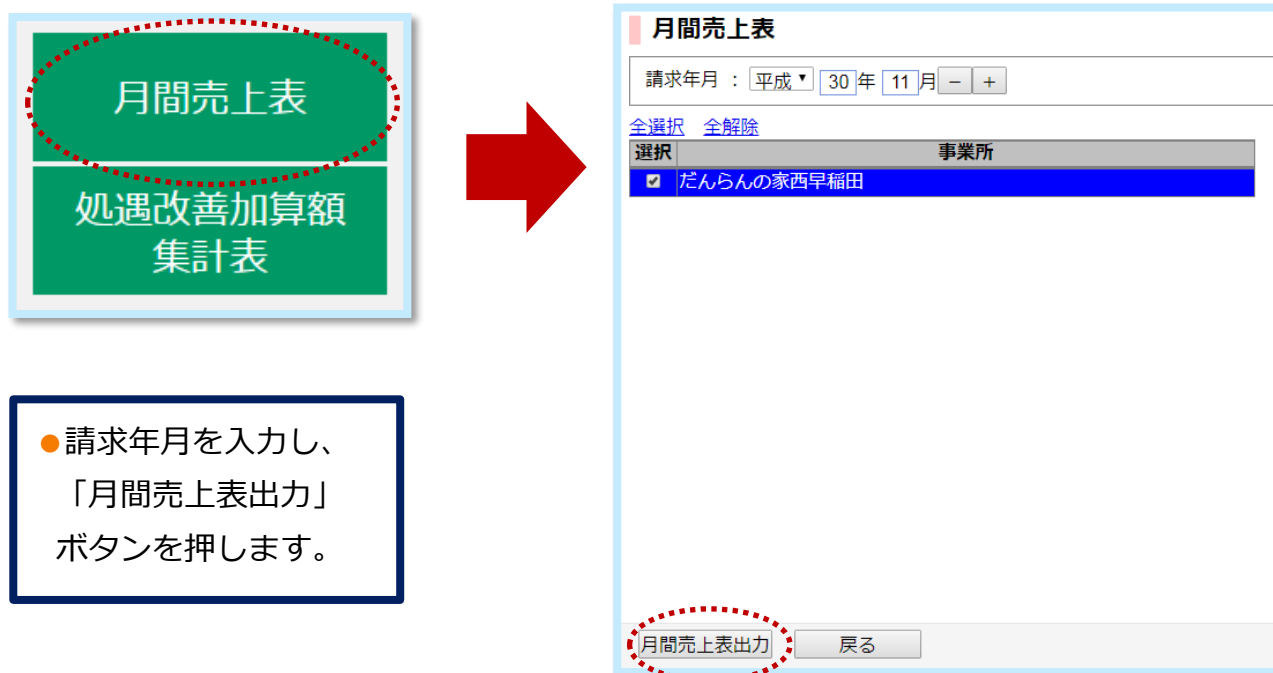 月間売上表
処遇改善加算額
集計表
●請求年月を入力し、
「月間売上表出力」
ボタンを押します。
月間売上表
請求年月 : 平成 30 年 11 月 － ＋
全選択 全解除
選択 事業所
だんらんの家西早稲田
月間売上表出力 戻る